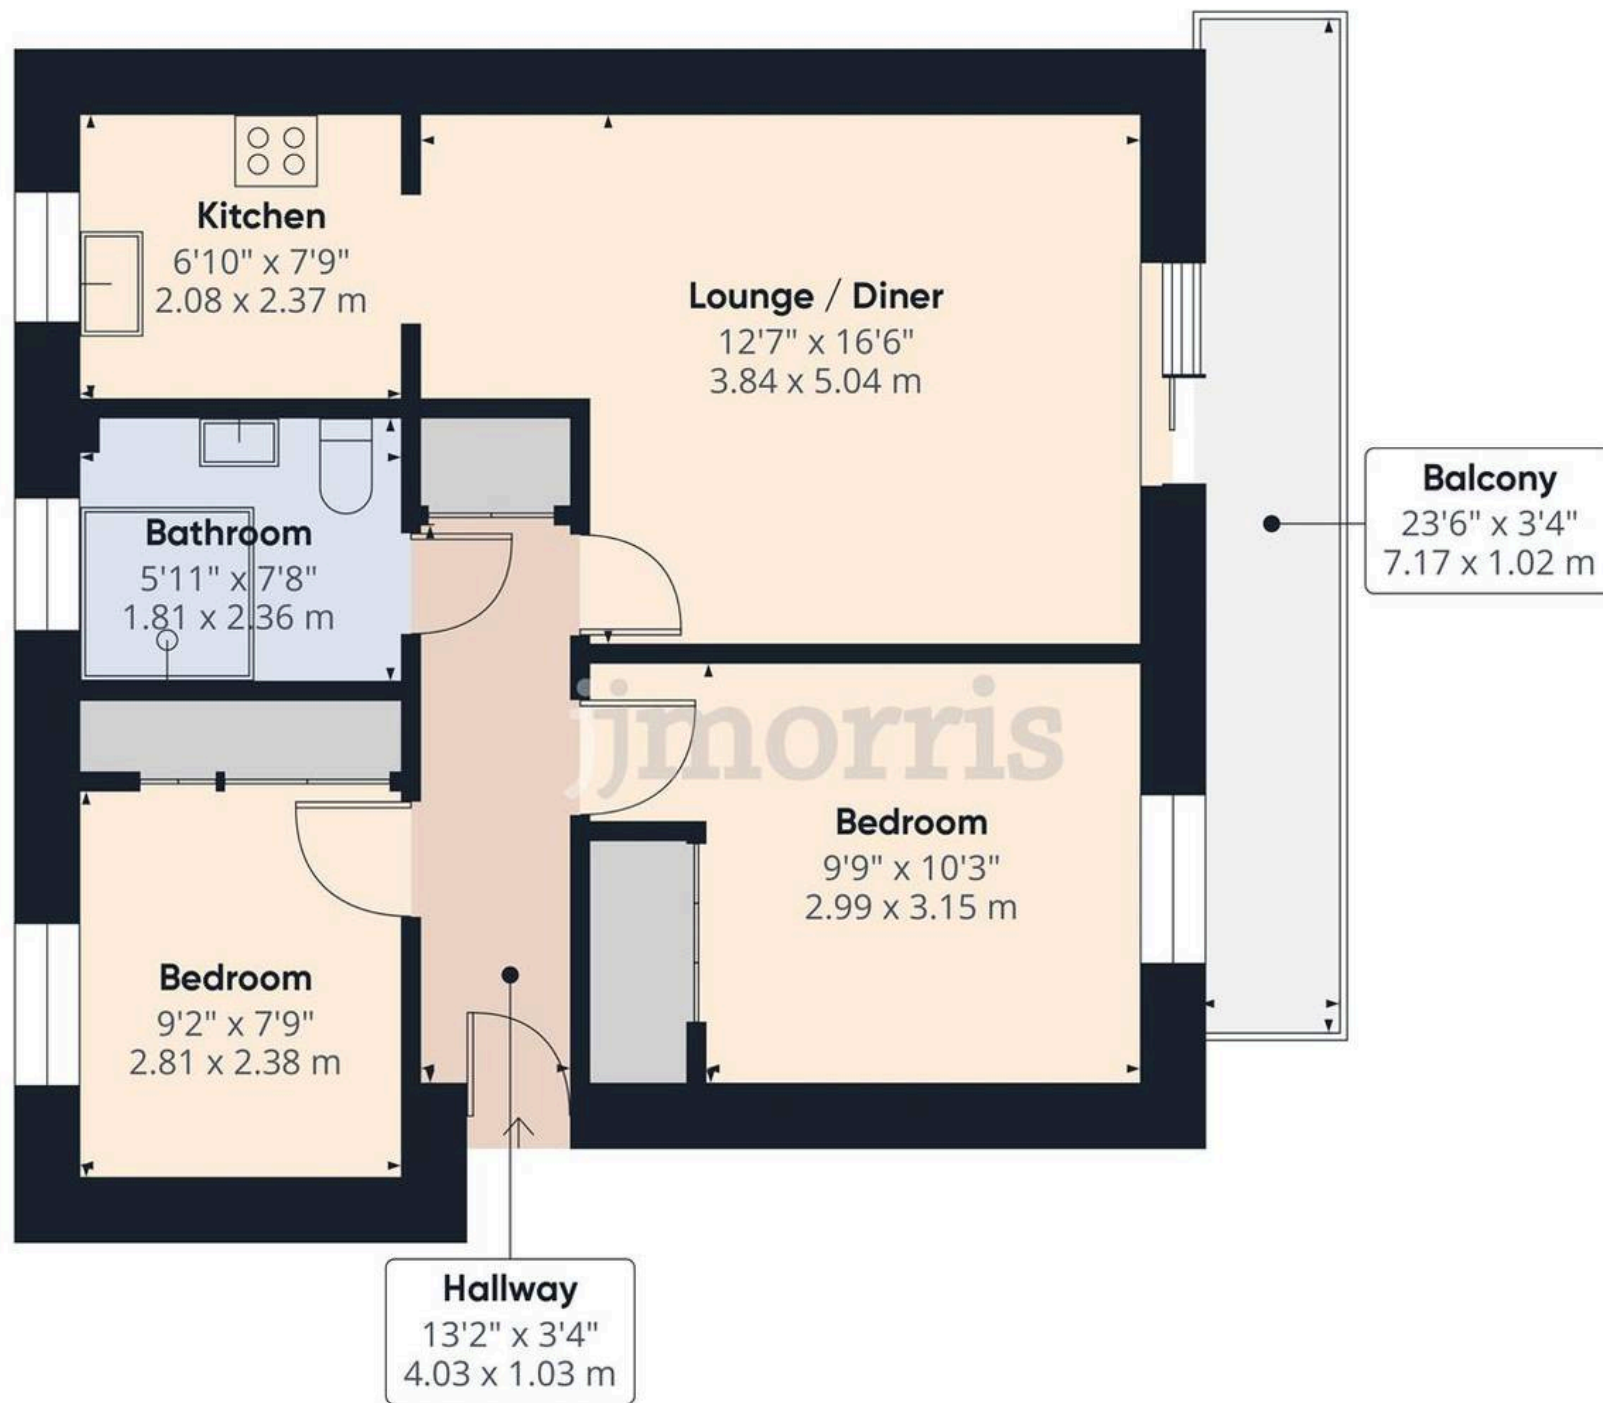 Kitchen
6'10" x 7'9"
2.08 x 2.37 m
Lounge / Diner
12'7" x 16'6"
3.84 x 5.04 m
Balcony
23'6" x 3'4"
7.17 x 1.02 m
Bathroom
5'11" x 7'8"
1.81 x 2.36 m
jjmorris
Bedroom
9'9" x 10'3"
2.99 x 3.15 m
Bedroom
9'2" x 7'9"
2.81 x 2.38 m
Hallway
13'2" x 3'4"
4.03 x 1.03 m